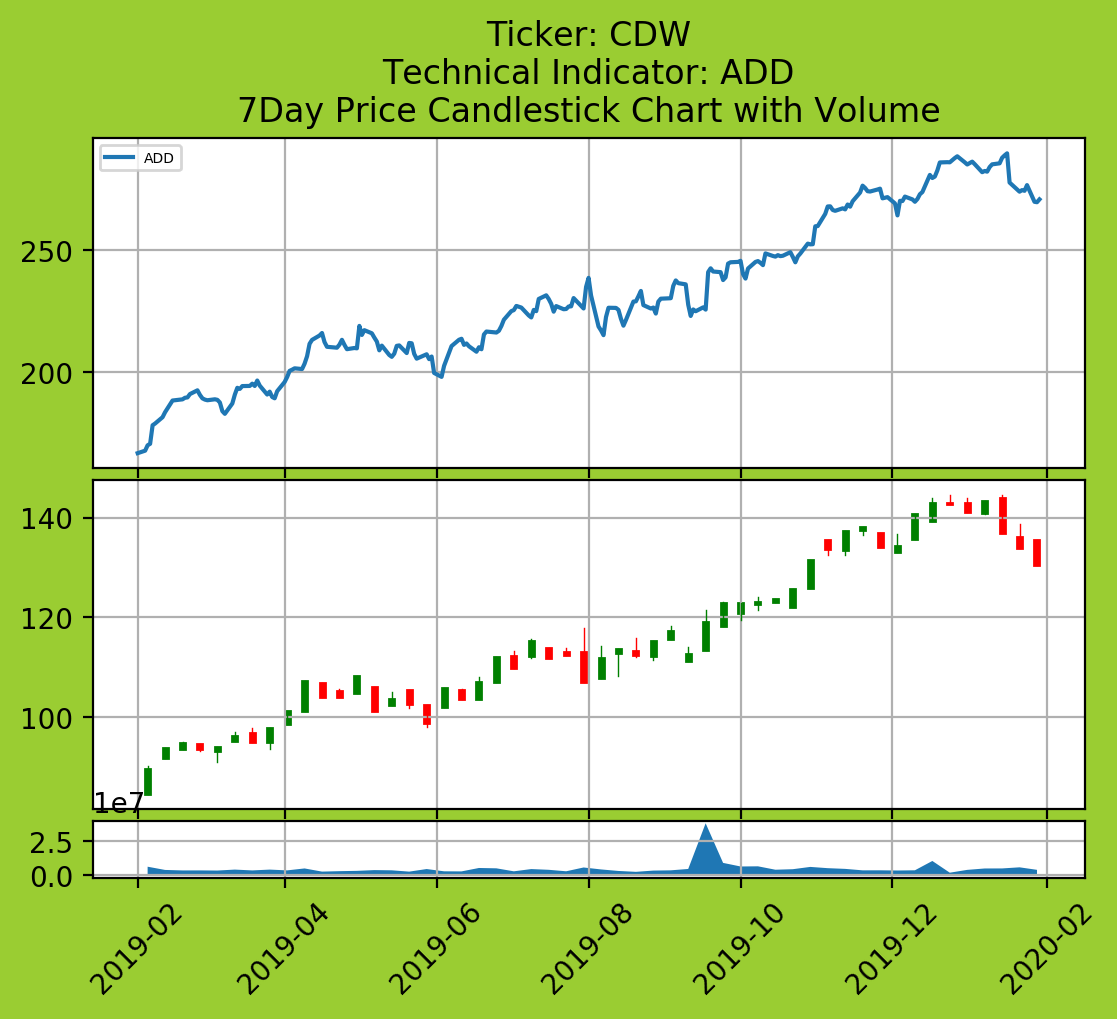 Ticker: CDW
Technical Indicator: ADD
7Day Price Candlestick Chart with Volume
ADD
250
200
140
120
100
1e7
2.5
0.0
2019-02 2019-04 2019-06 2019-08 2019-10 2019-12 2020-02